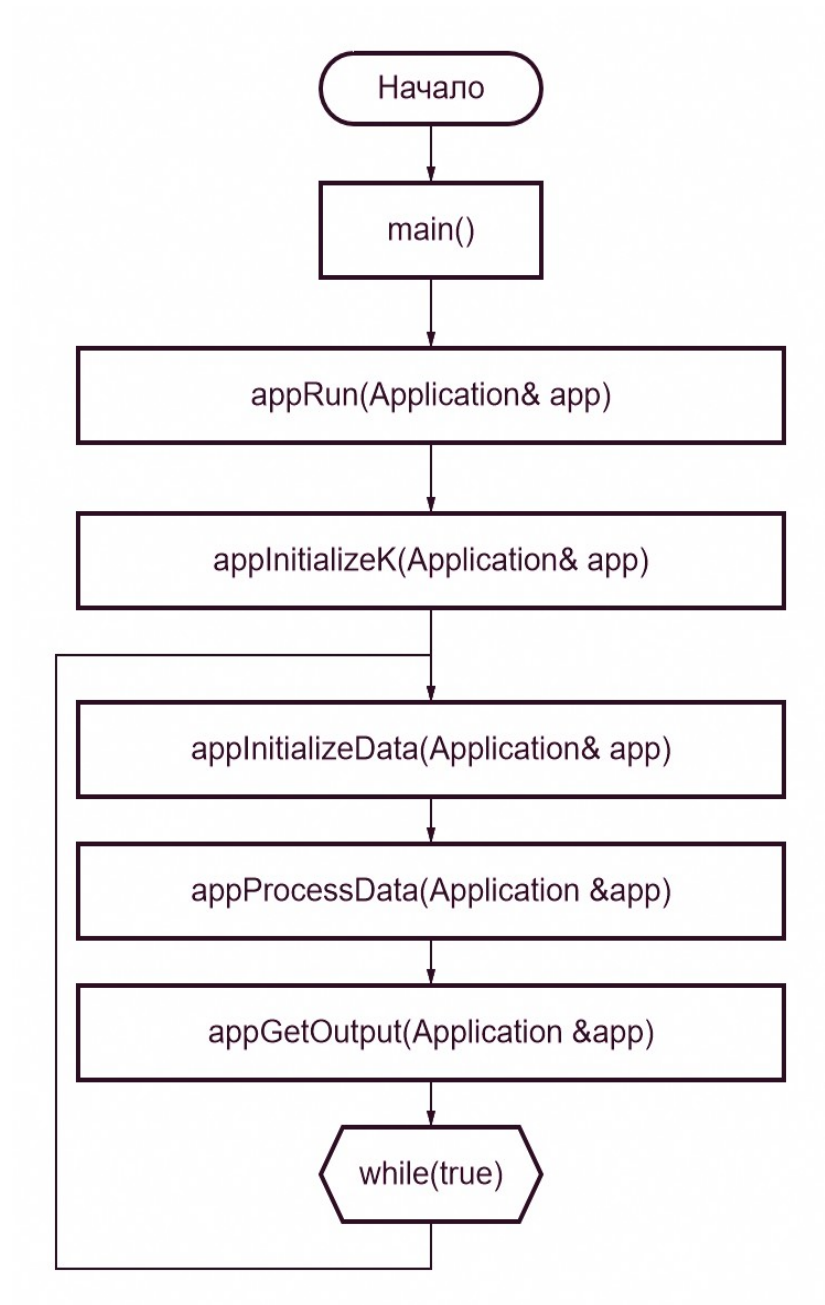 Начало
main()
appRun(Application& app)
appInitializeK(Application& app)
appInitializeData(Application& app)
appProcessData(Application &app)
appGetOutput(Application &app)
while(true)